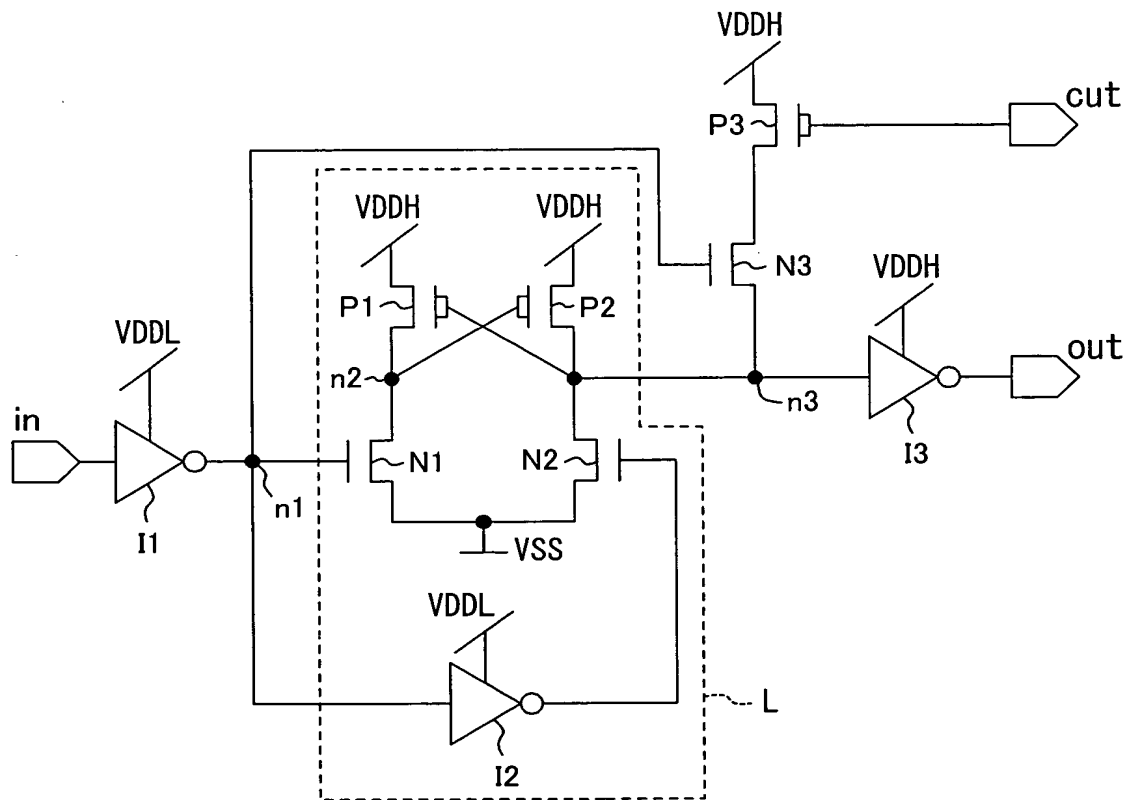 VDDH
cut
P3
VDDH
VDDH
N3
VDDH
P1
P2
VDDL
out
n2
n3
in
N1
N2
I3
n1
I1
VSS
VDDL
L
I2